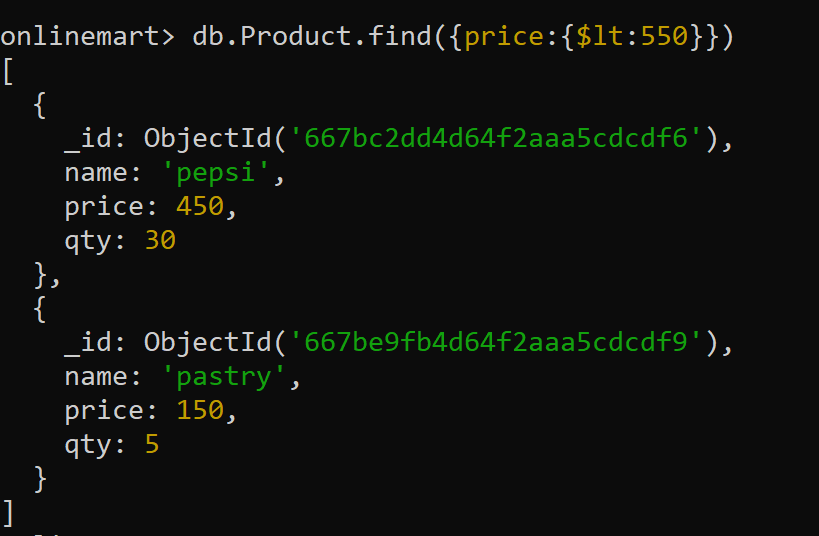 onlinemart> db.Product.find({price:{$lt:550}})
[
  {
    _id: ObjectId('667bc2dd4d64f2aaa5cdcdf6'),
    name: 'pepsi',
    price: 450,
    qty: 30
  },
  {
    _id: ObjectId('667be9fb4d64f2aaa5cdcdf9'),
    name: 'pastry',
    price: 150,
    qty: 5
  }
]